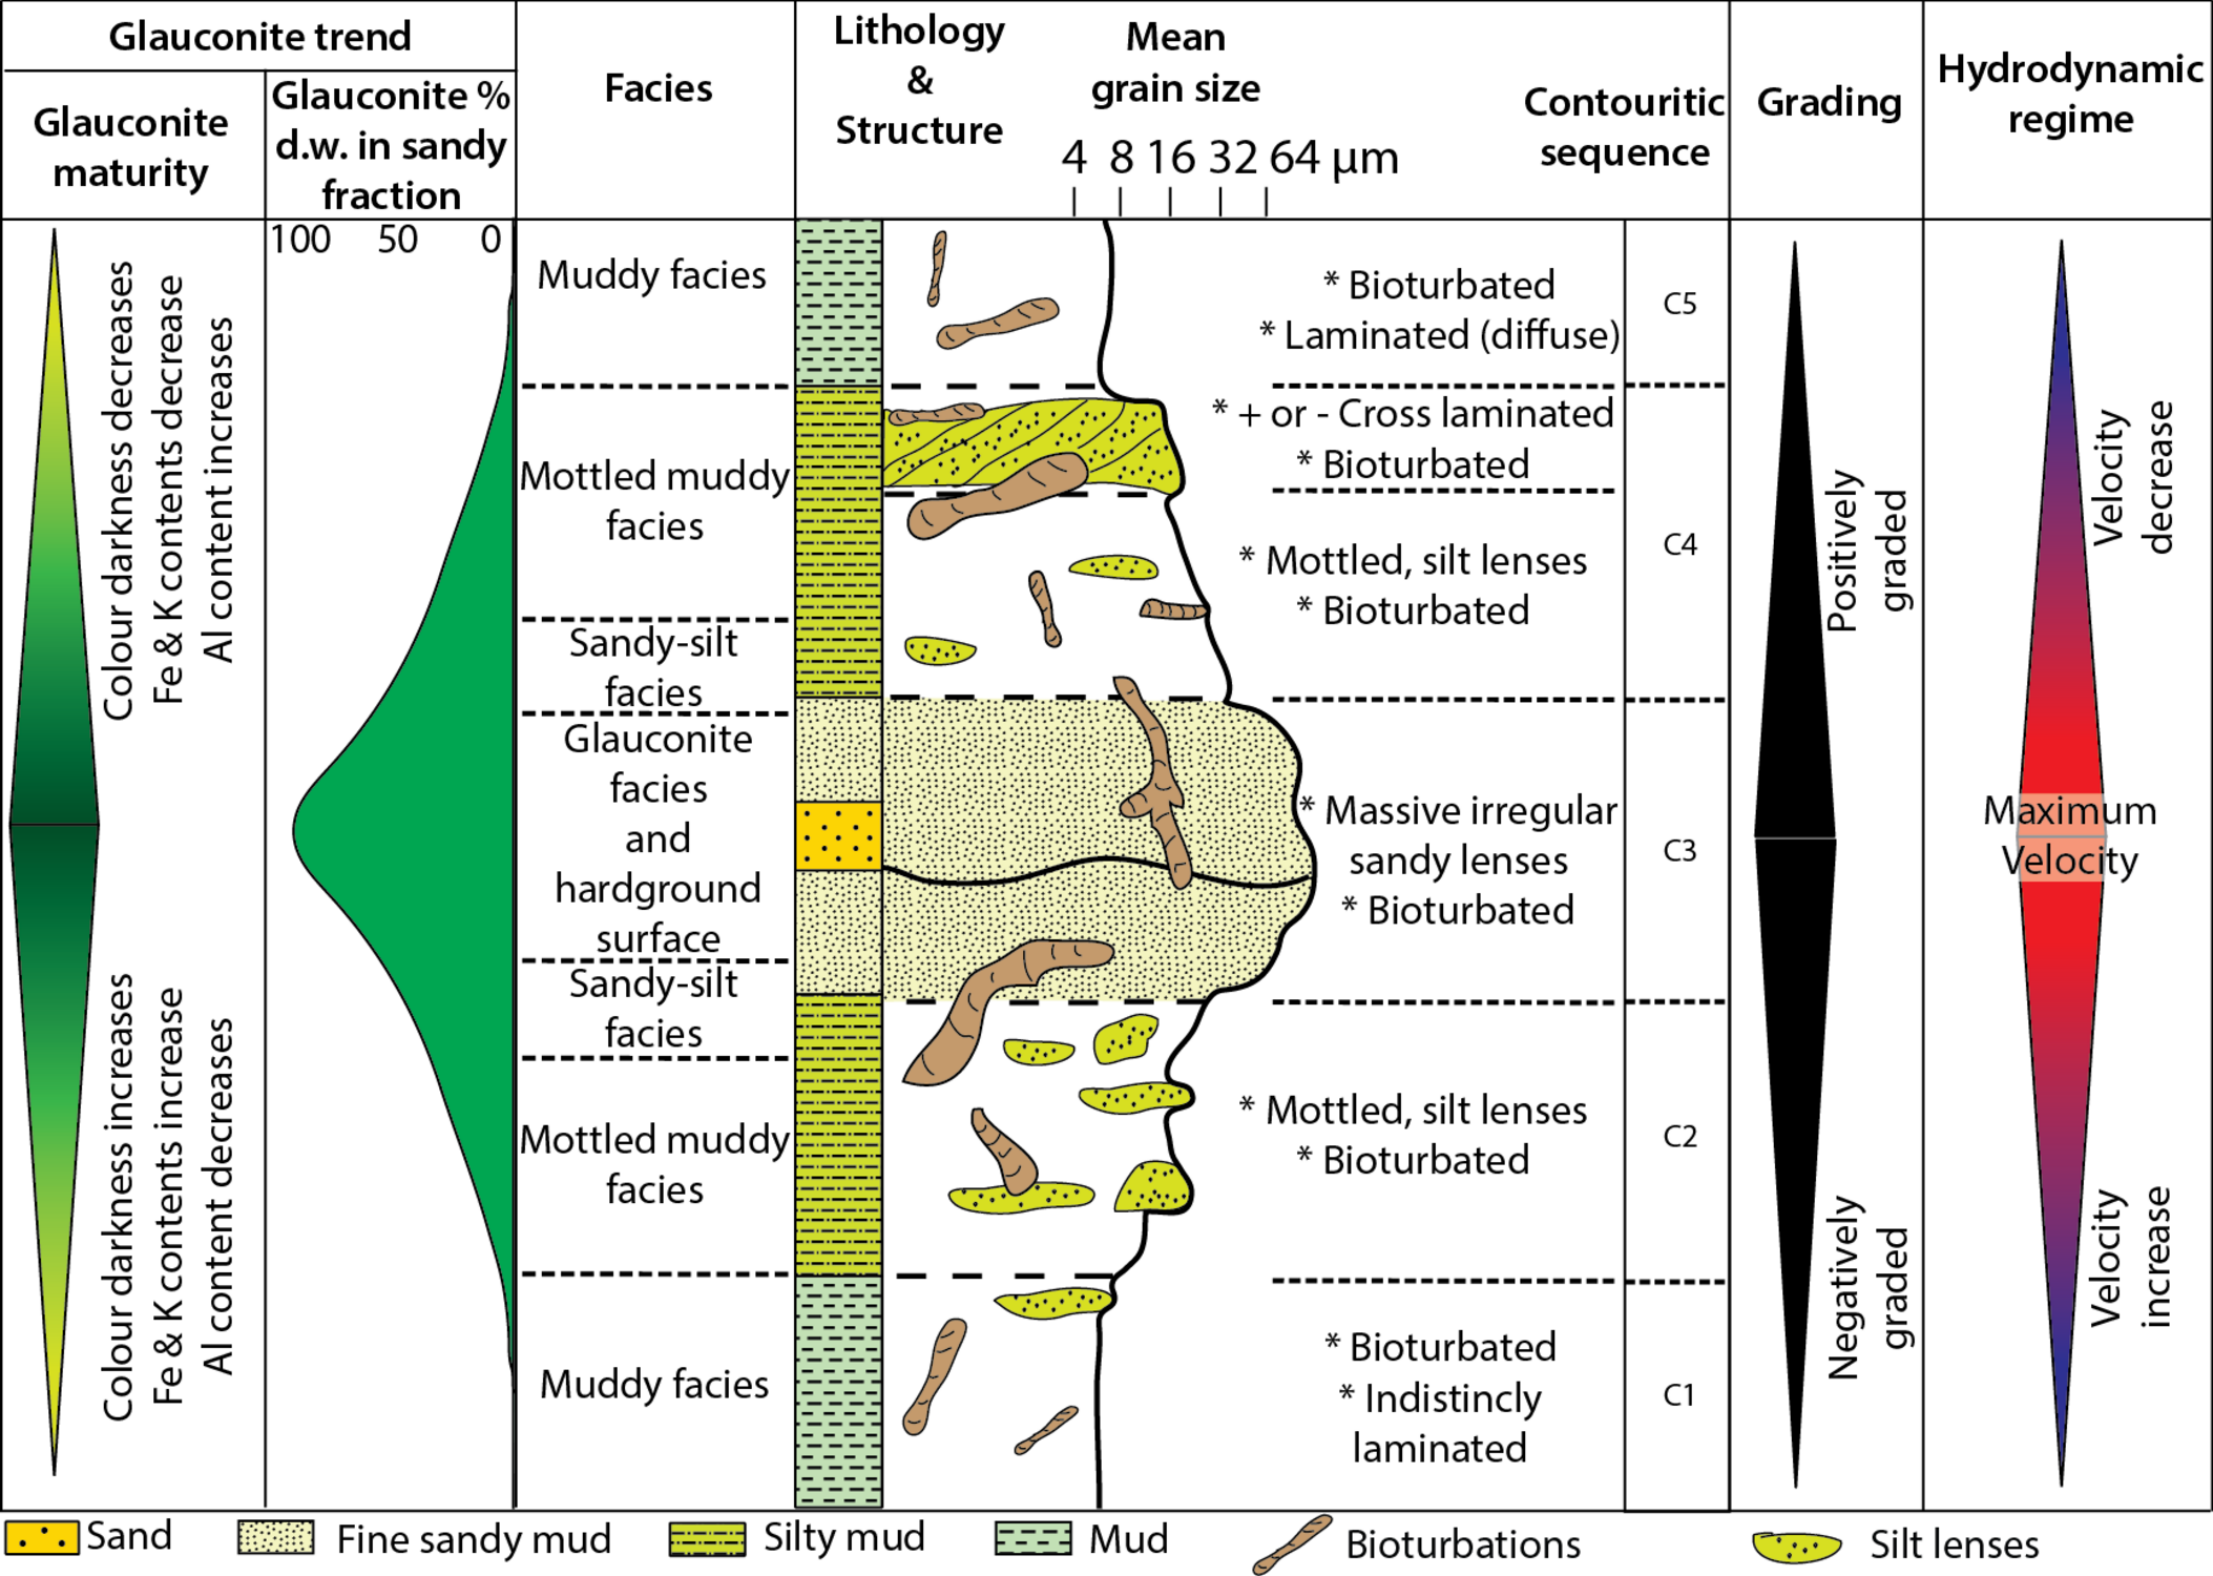 Glauconite trend
Glauconite
maturity
Glauconite %
d.w. in sandy
fraction
Facies
Lithology
&
Structure
Mean
grain size
4 8 16 32 64 µm
Contouritic
sequence
Grading
Hydrodynamic
regime
100 50 0
Colour darkness decreases
Fe & K contents decrease
Al content increases
Colour darkness increases
Fe & K contents increase
Al content decreases
Muddy facies
Mottled muddy
facies
Sandy-silt
facies
Glauconite
facies
and
hardground
surface
Sandy-silt
facies
Mottled muddy
facies
Muddy facies
* Bioturbated
* Laminated (diffuse)
* + or - Cross laminated
* Bioturbated
* Mottled, silt lenses
* Bioturbated
* Massive irregular
sandy lenses
* Bioturbated
* Mottled, silt lenses
* Bioturbated
* Bioturbated
* Indistincly
laminated
C5
C4
C3
C2
C1
Positively
graded
Negatively
graded
Velocity
decrease
Maximum
Velocity
Velocity
increase
Sand
Fine sandy mud
Silty mud
Mud
Bioturbations
Silt lenses